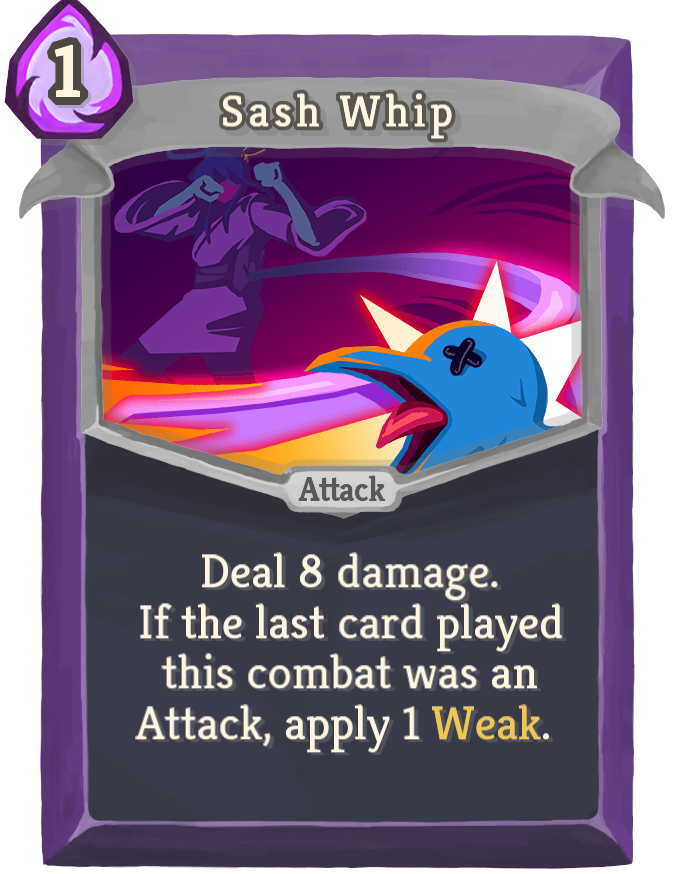 1
Sash Whip
Attack
Deal 8 damage.
If the last card played
this combat was an
Attack, apply 1 Weak.